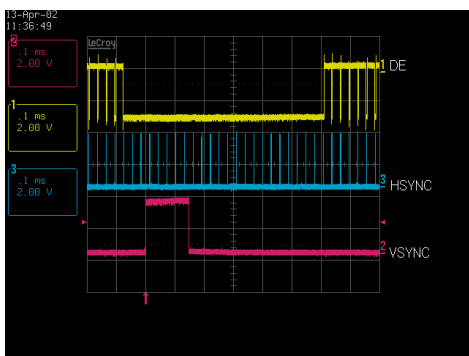 13-Apr-02
11:36:49
2
.1 ms
2.00 V
LeCroy
1 DE
1
.1 ms
2.00 V
3
.1 ms
2.00 V
3 HSYNC
2 VSYNC